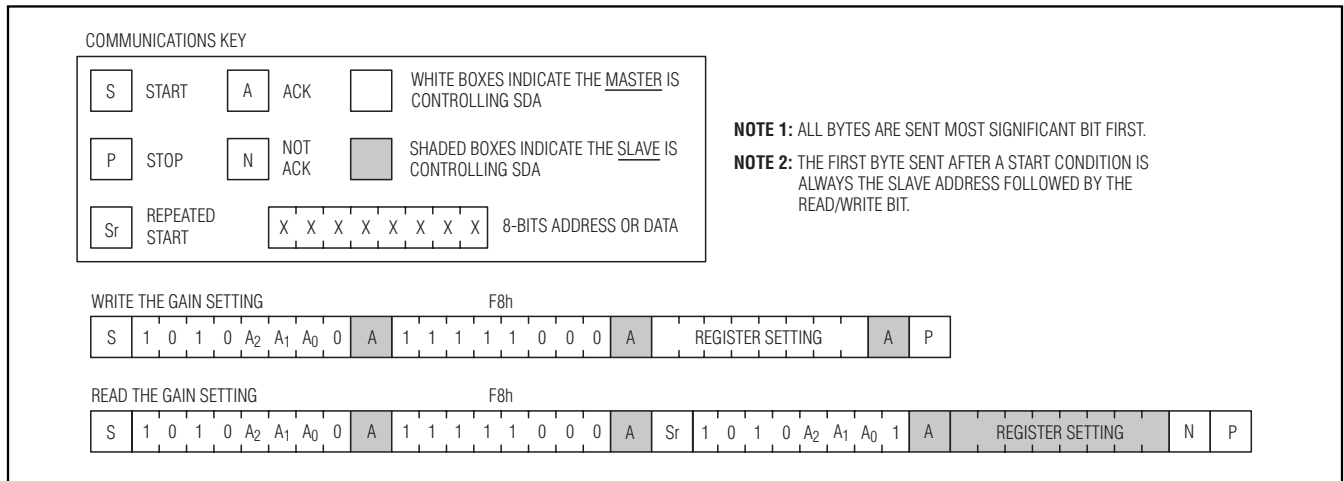 COMMUNICATIONS KEY
S START A ACK WHITE BOXES INDICATE THE MASTER IS
CONTROLLING SDA
P STOP N NOT
ACK SHADED BOXES INDICATE THE SLAVE IS
CONTROLLING SDA
Sr REPEATED
START X X X X X X X X 8-BITS ADDRESS OR DATA
NOTE 1: ALL BYTES ARE SENT MOST SIGNIFICANT BIT FIRST.
NOTE 2: THE FIRST BYTE SENT AFTER A START CONDITION IS
ALWAYS THE SLAVE ADDRESS FOLLOWED BY THE
READ/WRITE BIT.
WRITE THE GAIN SETTING F8h
S 1 0 1 0 A2 A1 A0 0 A 1 1 1 1 1 0 0 0 A REGISTER SETTING A P
READ THE GAIN SETTING F8h
S 1 0 1 0 A2 A1 A0 0 A 1 1 1 1 1 0 0 0 A Sr 1 0 1 0 A2 A1 A0 1 A REGISTER SETTING N P